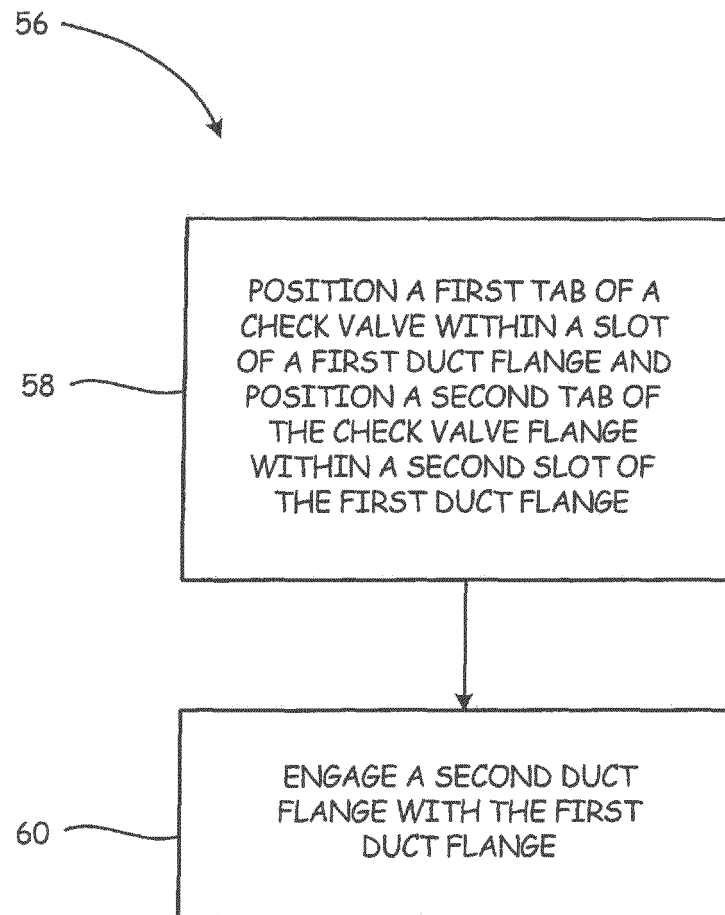 56
58
POSITION A FIRST TAB OF A
CHECK VALVE WITHIN A SLOT
OF A FIRST DUCT FLANGE AND
POSITION A SECOND TAB OF
THE CHECK VALVE FLANGE
WITHIN A SECOND SLOT OF
THE FIRST DUCT FLANGE
60
ENGAGE A SECOND DUCT
FLANGE WITH THE FIRST
DUCT FLANGE